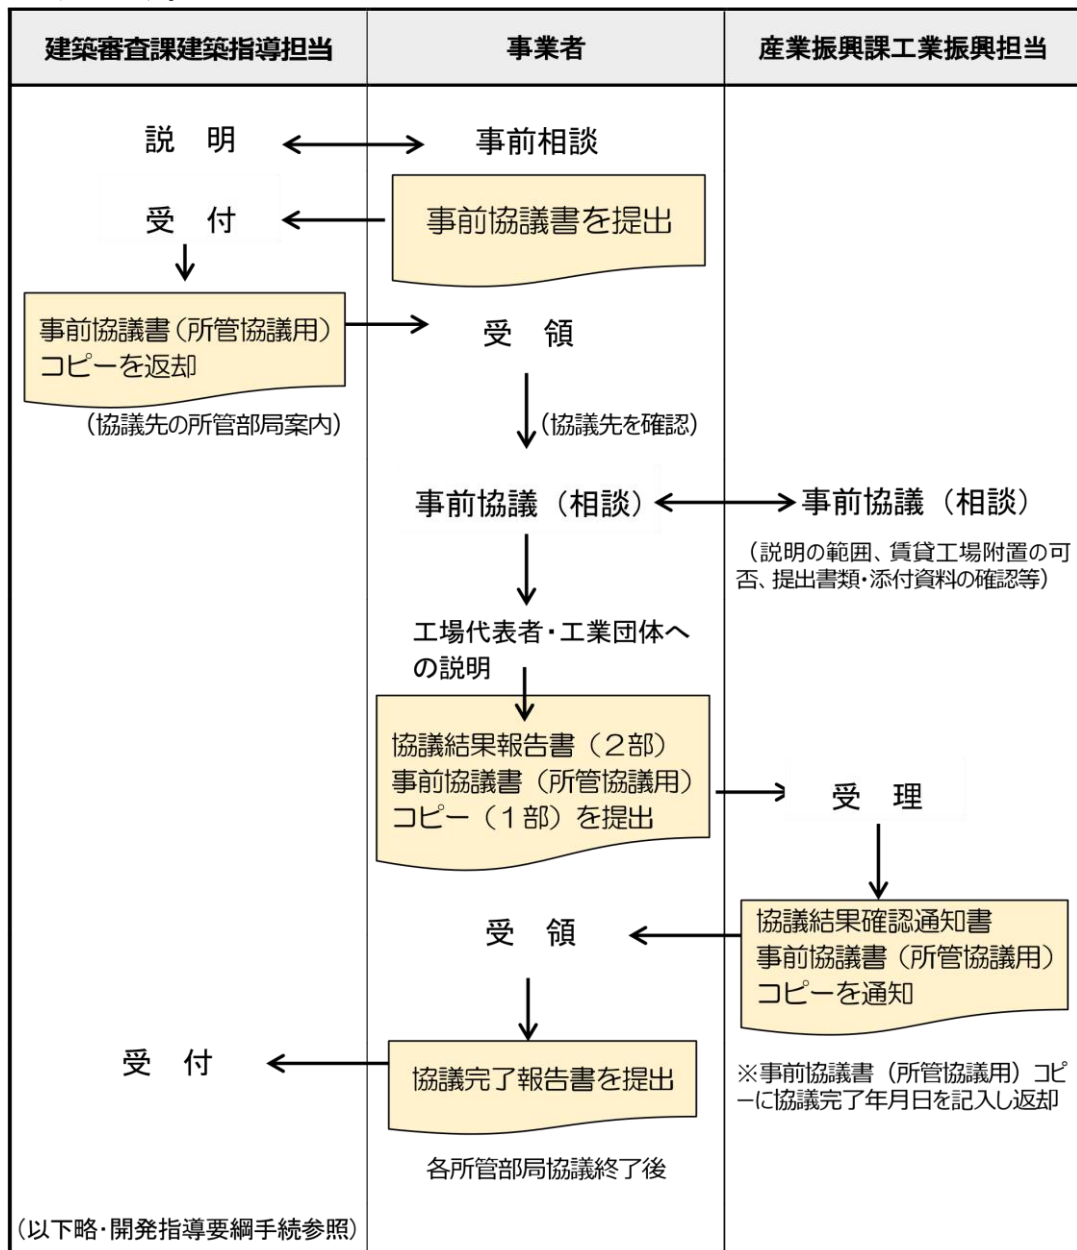 建築審査課建築指導担当
事業者
産業振興課工業振興担当
説 明
事前相談
受 付
事前協議書を提出
事前協議書(所管協議用)
コピーを返却
受 領
(協議先の所管部局案内)
(協議先を確認)
事前協議(相談)
事前協議(相談)
(説明の範囲、賃貸工場附置の可
否、提出書類・添付資料の確認等)
工場代表者・工業団体へ
の説明
協議結果報告書(2部)
事前協議書(所管協議用)
コピー(1部)を提出
受 理
受 領
協議結果確認通知書
事前協議書(所管協議用)
コピーを通知
受 付
協議完了報告書を提出
※事前協議書(所管協議用)コピ
ーに協議完了年月日を記入し返却
各所管部局協議終了後
(以下略・開発指導要綱手続参照)